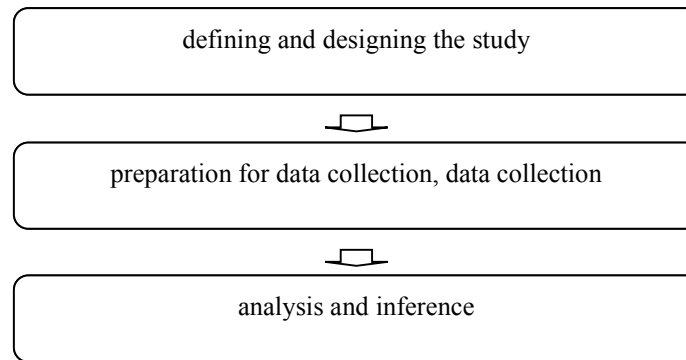 defining and designing the study
preparation for data collection, data collection
analysis and inference